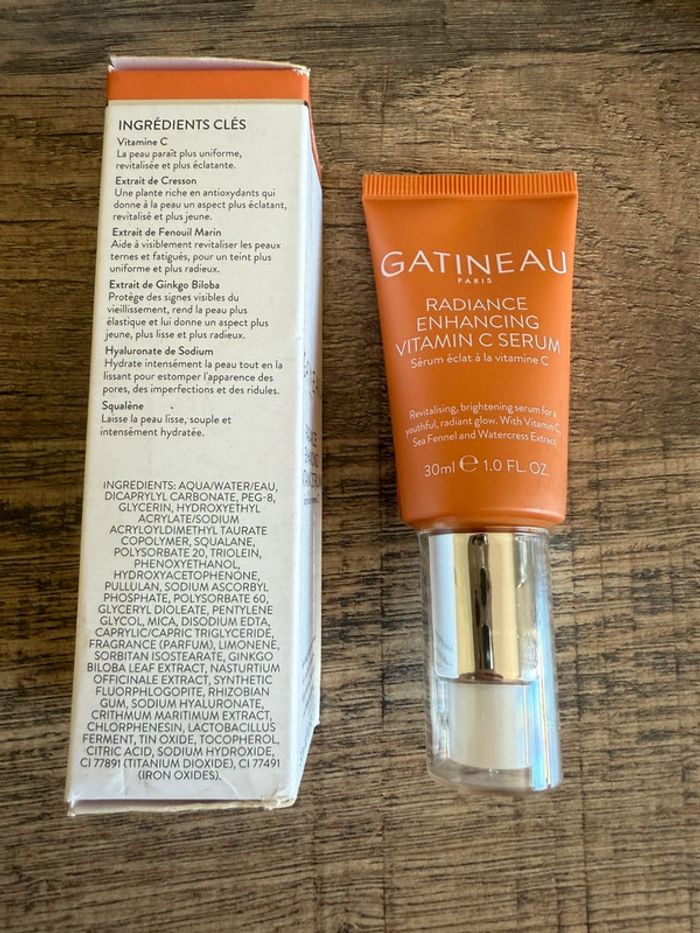 INGRÉDIENTS CLÉS
Vitamine C
La peau paraît plus uniforme,
revitalisée et plus éclatante.
Extrait de Cresson
Une plante riche en antioxydants qui
donne à la peau un aspect plus éclatant,
revitalisé et plus jeune.
Extrait de Fenouil Marin
Aide à visiblement revitaliser les peaux
ternes et fatigués, pour un teint plus
uniforme et plus radieux.
Extrait de Ginkgo Biloba
Protège des signes visibles du
vieillissement, rend la peau plus
élastique et lui donne un aspect plus
jeune, plus lisse et plus radieux.
Hyaluronate de Sodium
Hydrate intensément la peau tout en la
lissant pour estomper l'apparence des
pores, des imperfections et des ridules.
Squalène
Laisse la peau lisse, souple et
intensément hydratée.
INGREDIENTS: AQUA/WATER/EAU,
DICAPRYLYL CARBONATE, PEG-8,
GLYCERIN, HYDROXYETHYL
ACRYLATE/SODIUM
ACRYLOYLDIMETHYL TAURATE
COPOLYMER, SQUALANE,
POLYSORBATE 20, TRIOLEIN,
PHENOXYETHANOL,
HYDROXYACETOPHENONE,
PULLULAN, SODIUM ASCORBYL
PHOSPHATE, POLYSORBATE 60,
GLYCERYL DIOLEATE, PENTYLENE
GLYCOL, MICA, DISODIUM EDTA,
CAPRYLIC/CAPRIC TRIGLYCERIDE,
FRAGRANCE (PARFUM), LIMONENE,
SORBITAN ISOSTEARATE, GINKGO
BILOBA LEAF EXTRACT, NASTURTIUM
OFFICINALE EXTRACT, SYNTHETIC
FLUORPHLOGOPITE, RHIZOBIAN
GUM, SODIUM HYALURONATE,
CRITHMUM MARITIMUM EXTRACT,
CHLORPHENESIN, LACTOBACILLUS
FERMENT, TIN OXIDE, TOCOPHEROL,
CITRIC ACID, SODIUM HYDROXIDE,
CI 77891 (TITANIUM DIOXIDE), CI 77491
(IRON OXIDES).
GATINEAU
PARIS
RADIANCE
ENHANCING
VITAMIN C SERUM
Sérum éclat à la vitamine C
Revitalising, brightening serum for a
youthful, radiant glow. With Vitamin C,
Sea Fennel and Watercress Extract.
30ml e 1.0 FL. OZ.